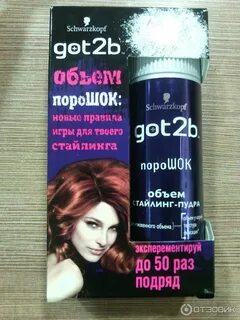 Schwarzkopf
got2b
объем
пороШОК:
новые правила
игры для твоего
стайлинга
Schwarzkopf
got2b
пороШОК
объем
стайлинг-пудра
эксперементируй
до 50 раз
подряд
ОТЗОВИК